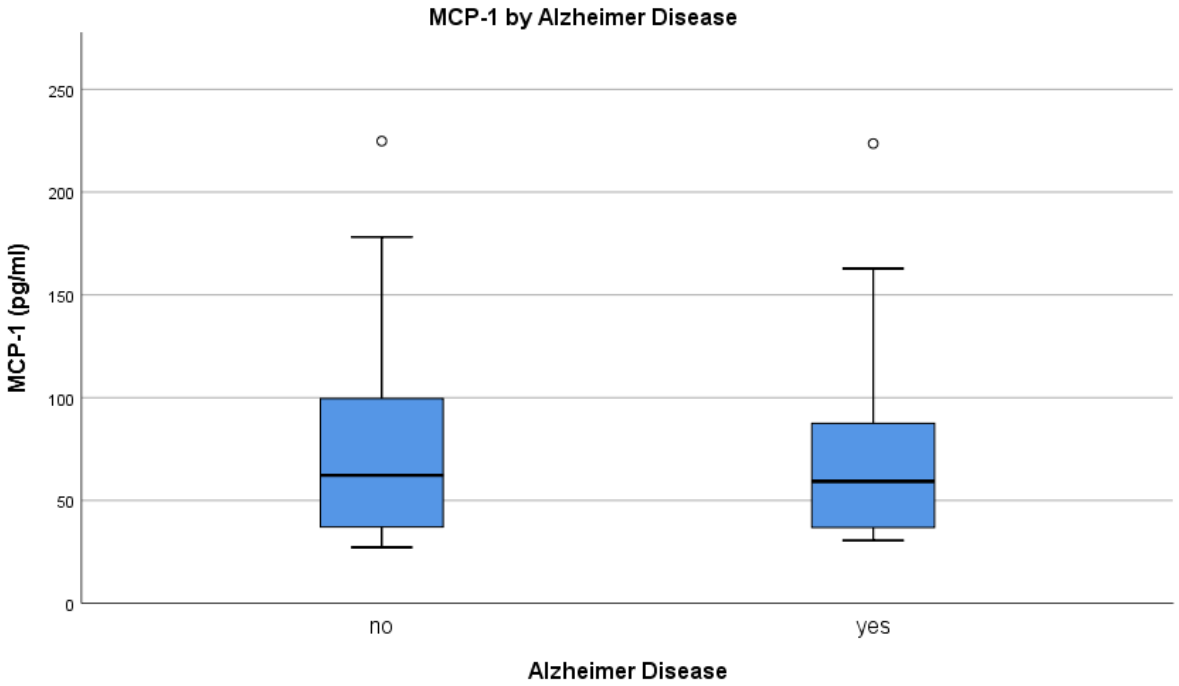 MCP-1 by Alzheimer Disease
MCP-1 (pg/ml)
250
200
150
100
50
0
no
yes
Alzheimer Disease